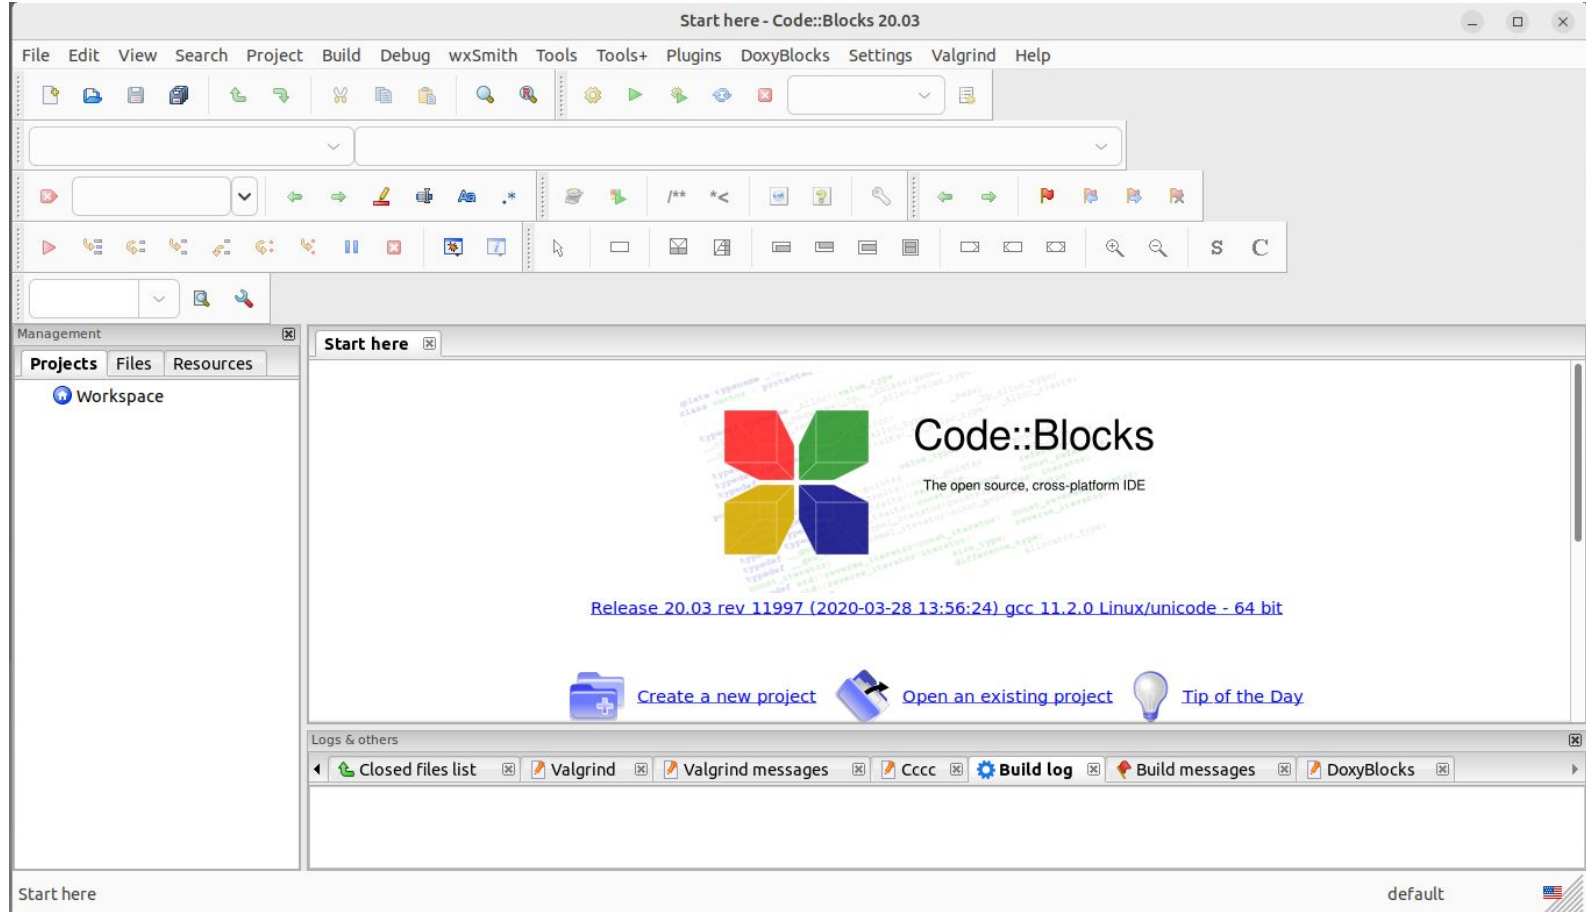 Start here - Code::Blocks 20.03
File Edit View Search Project Build Debug wxSmith Tools Tools+ Plugins DoxyBlocks Settings Valgrind Help
/** *<
S C
Management
Projects Files Resources
Workspace
Start here
Code::Blocks
The open source, cross-platform IDE
Release 20.03 rev 11997 (2020-03-28 13:56:24) gcc 11.2.0 Linux/unicode - 64 bit
Create a new project Open an existing project Tip of the Day
Logs & others
Closed files list Valgrind Valgrind messages Cccc Build log Build messages DoxyBlocks
Start here default